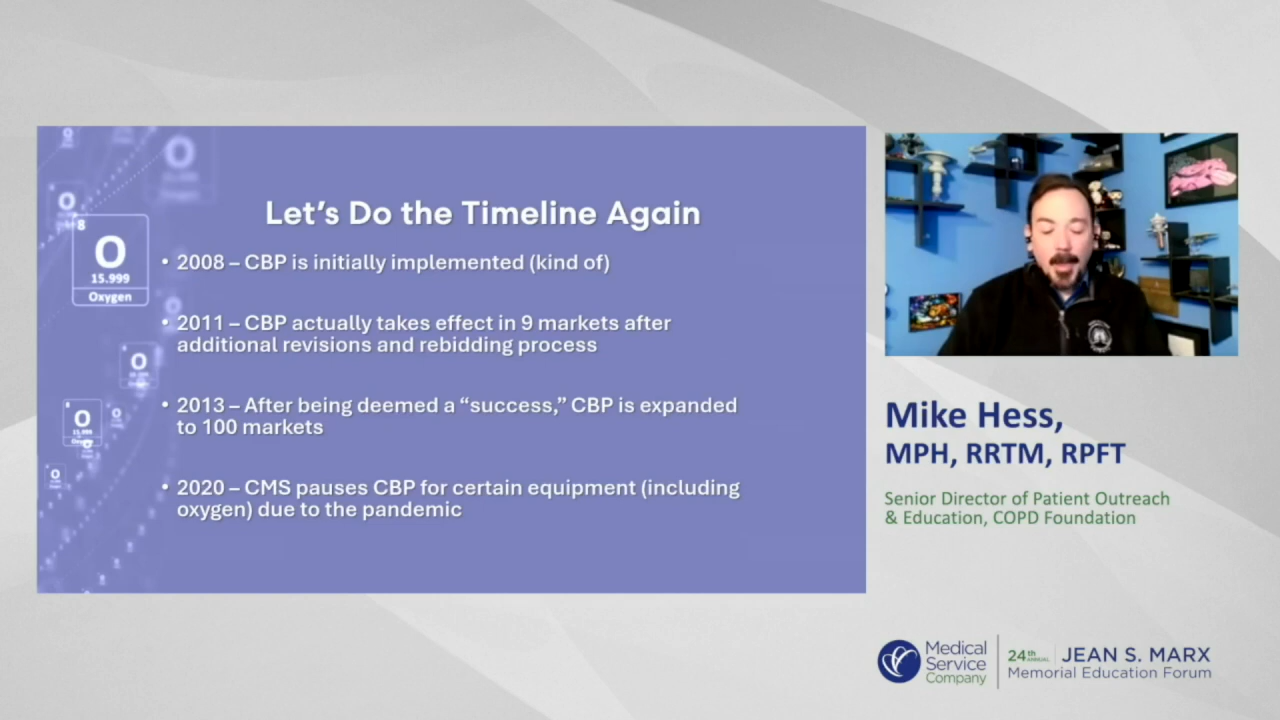 Let's Do the Timeline Again
• 2008 – CBP is initially implemented (kind of)
• 2011 – CBP actually takes effect in 9 markets after
additional revisions and rebidding process
• 2013 – After being deemed a “success,” CBP is expanded
to 100 markets
• 2020 – CMS pauses CBP for certain equipment (including
oxygen) due to the pandemic
8
O
15.999
Oxygen
O
O
O
O
O
O
O
Mike Hess,
MPH, RRTM, RPFT
Senior Director of Patient Outreach
& Education, COPD Foundation
Medical
Service
Company
24th ANNUAL JEAN S. MARX
Memorial Education Forum